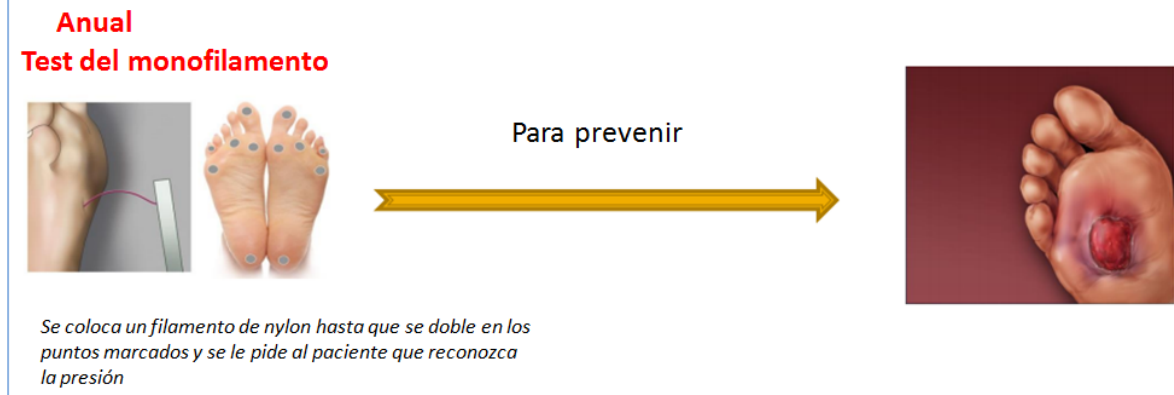 Anual
Test del monofilamento
Para prevenir
Se coloca un filamento de nylon hasta que se doble en los
puntos marcados y se le pide al paciente que reconozca
la presión